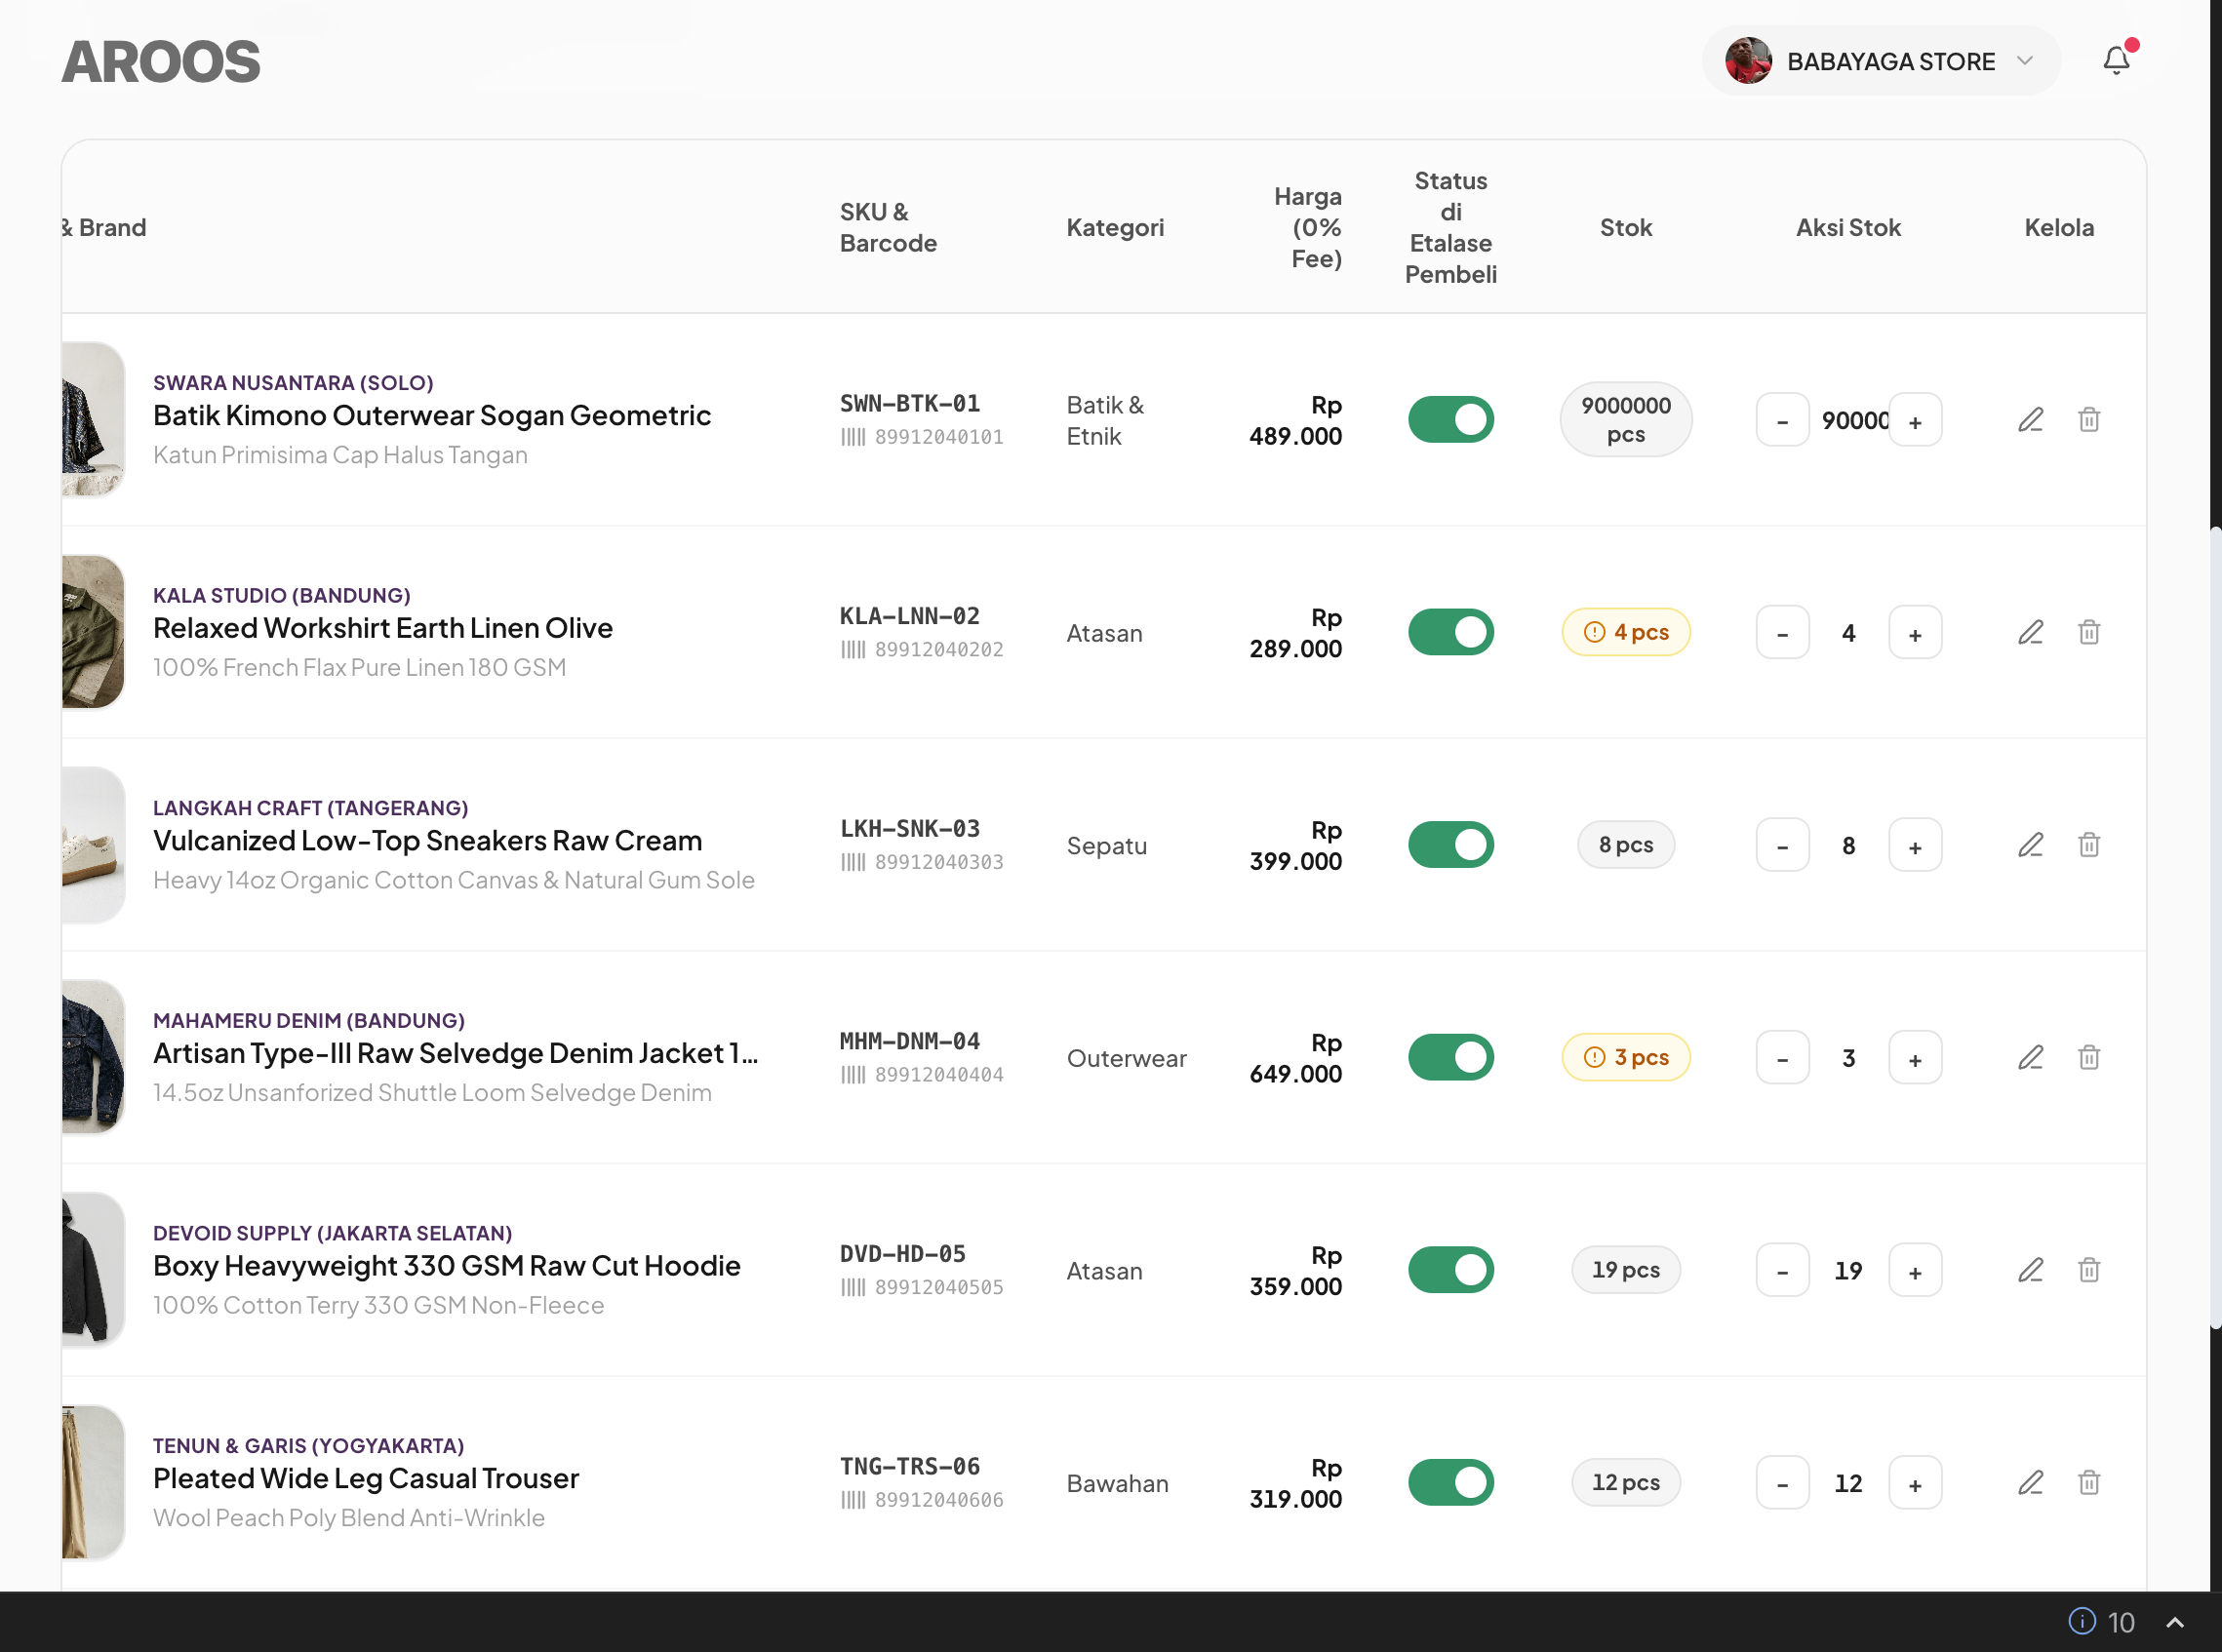 AROOS
BABAYAGA STORE
& Brand
SKU &
Barcode
Kategori
Harga
(0%
Fee)
Status
di
Etalase
Pembeli
Stok
Aksi Stok
Kelola
SWARA NUSANTARA (SOLO)
Batik Kimono Outerwear Sogan Geometric
Katun Primisima Cap Halus Tangan
SWN-BTK-01
89912040101
Batik &
Etnik
Rp
489.000
9000000
pcs
- 90000 +
KALA STUDIO (BANDUNG)
Relaxed Workshirt Earth Linen Olive
100% French Flax Pure Linen 180 GSM
KLA-LNN-02
89912040202
Atasan
Rp
289.000
4 pcs
- 4 +
LANGKAH CRAFT (TANGERANG)
Vulcanized Low-Top Sneakers Raw Cream
Heavy 14oz Organic Cotton Canvas & Natural Gum Sole
LKH-SNK-03
89912040303
Sepatu
Rp
399.000
8 pcs
- 8 +
MAHAMERU DENIM (BANDUNG)
Artisan Type-III Raw Selvedge Denim Jacket 1...
14.5oz Unsanforized Shuttle Loom Selvedge Denim
MHM-DNM-04
89912040404
Outerwear
Rp
649.000
3 pcs
- 3 +
DEVOID SUPPLY (JAKARTA SELATAN)
Boxy Heavyweight 330 GSM Raw Cut Hoodie
100% Cotton Terry 330 GSM Non-Fleece
DVD-HD-05
89912040505
Atasan
Rp
359.000
19 pcs
- 19 +
TENUN & GARIS (YOGYAKARTA)
Pleated Wide Leg Casual Trouser
Wool Peach Poly Blend Anti-Wrinkle
TNG-TRS-06
89912040606
Bawahan
Rp
319.000
12 pcs
- 12 +
10